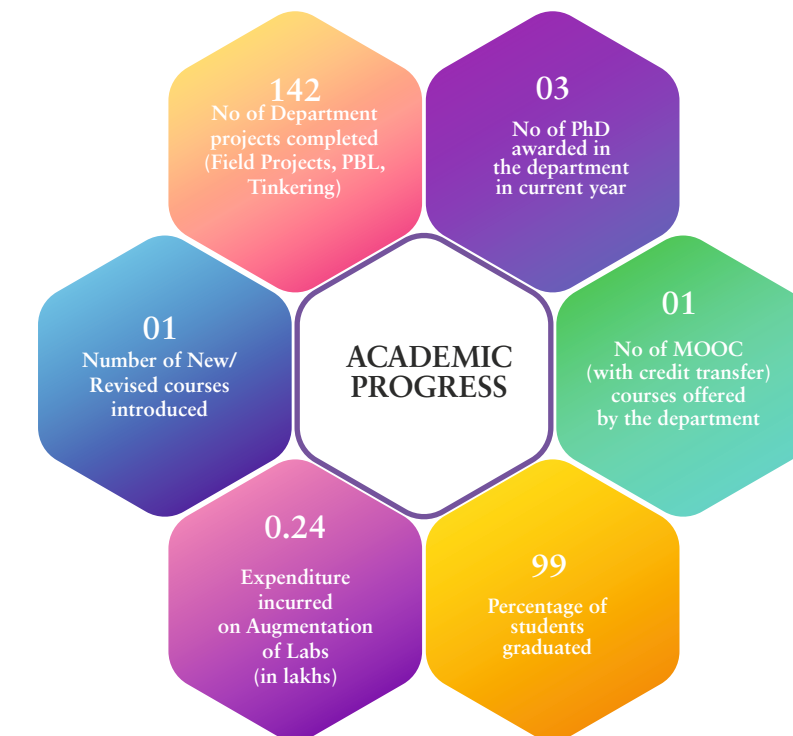 142
No of Department
projects completed
(Field Projects, PBL,
Tinkering)
03
No of PhD
awarded in
the department
in current year
01
Number of New/
Revised courses
introduced
ACADEMIC
PROGRESS
01
No of MOOC
(with credit transfer)
courses offered
by the department
0.24
Expenditure
incurred
on Augmentation
of Labs
(in lakhs)
99
Percentage of
students
graduated